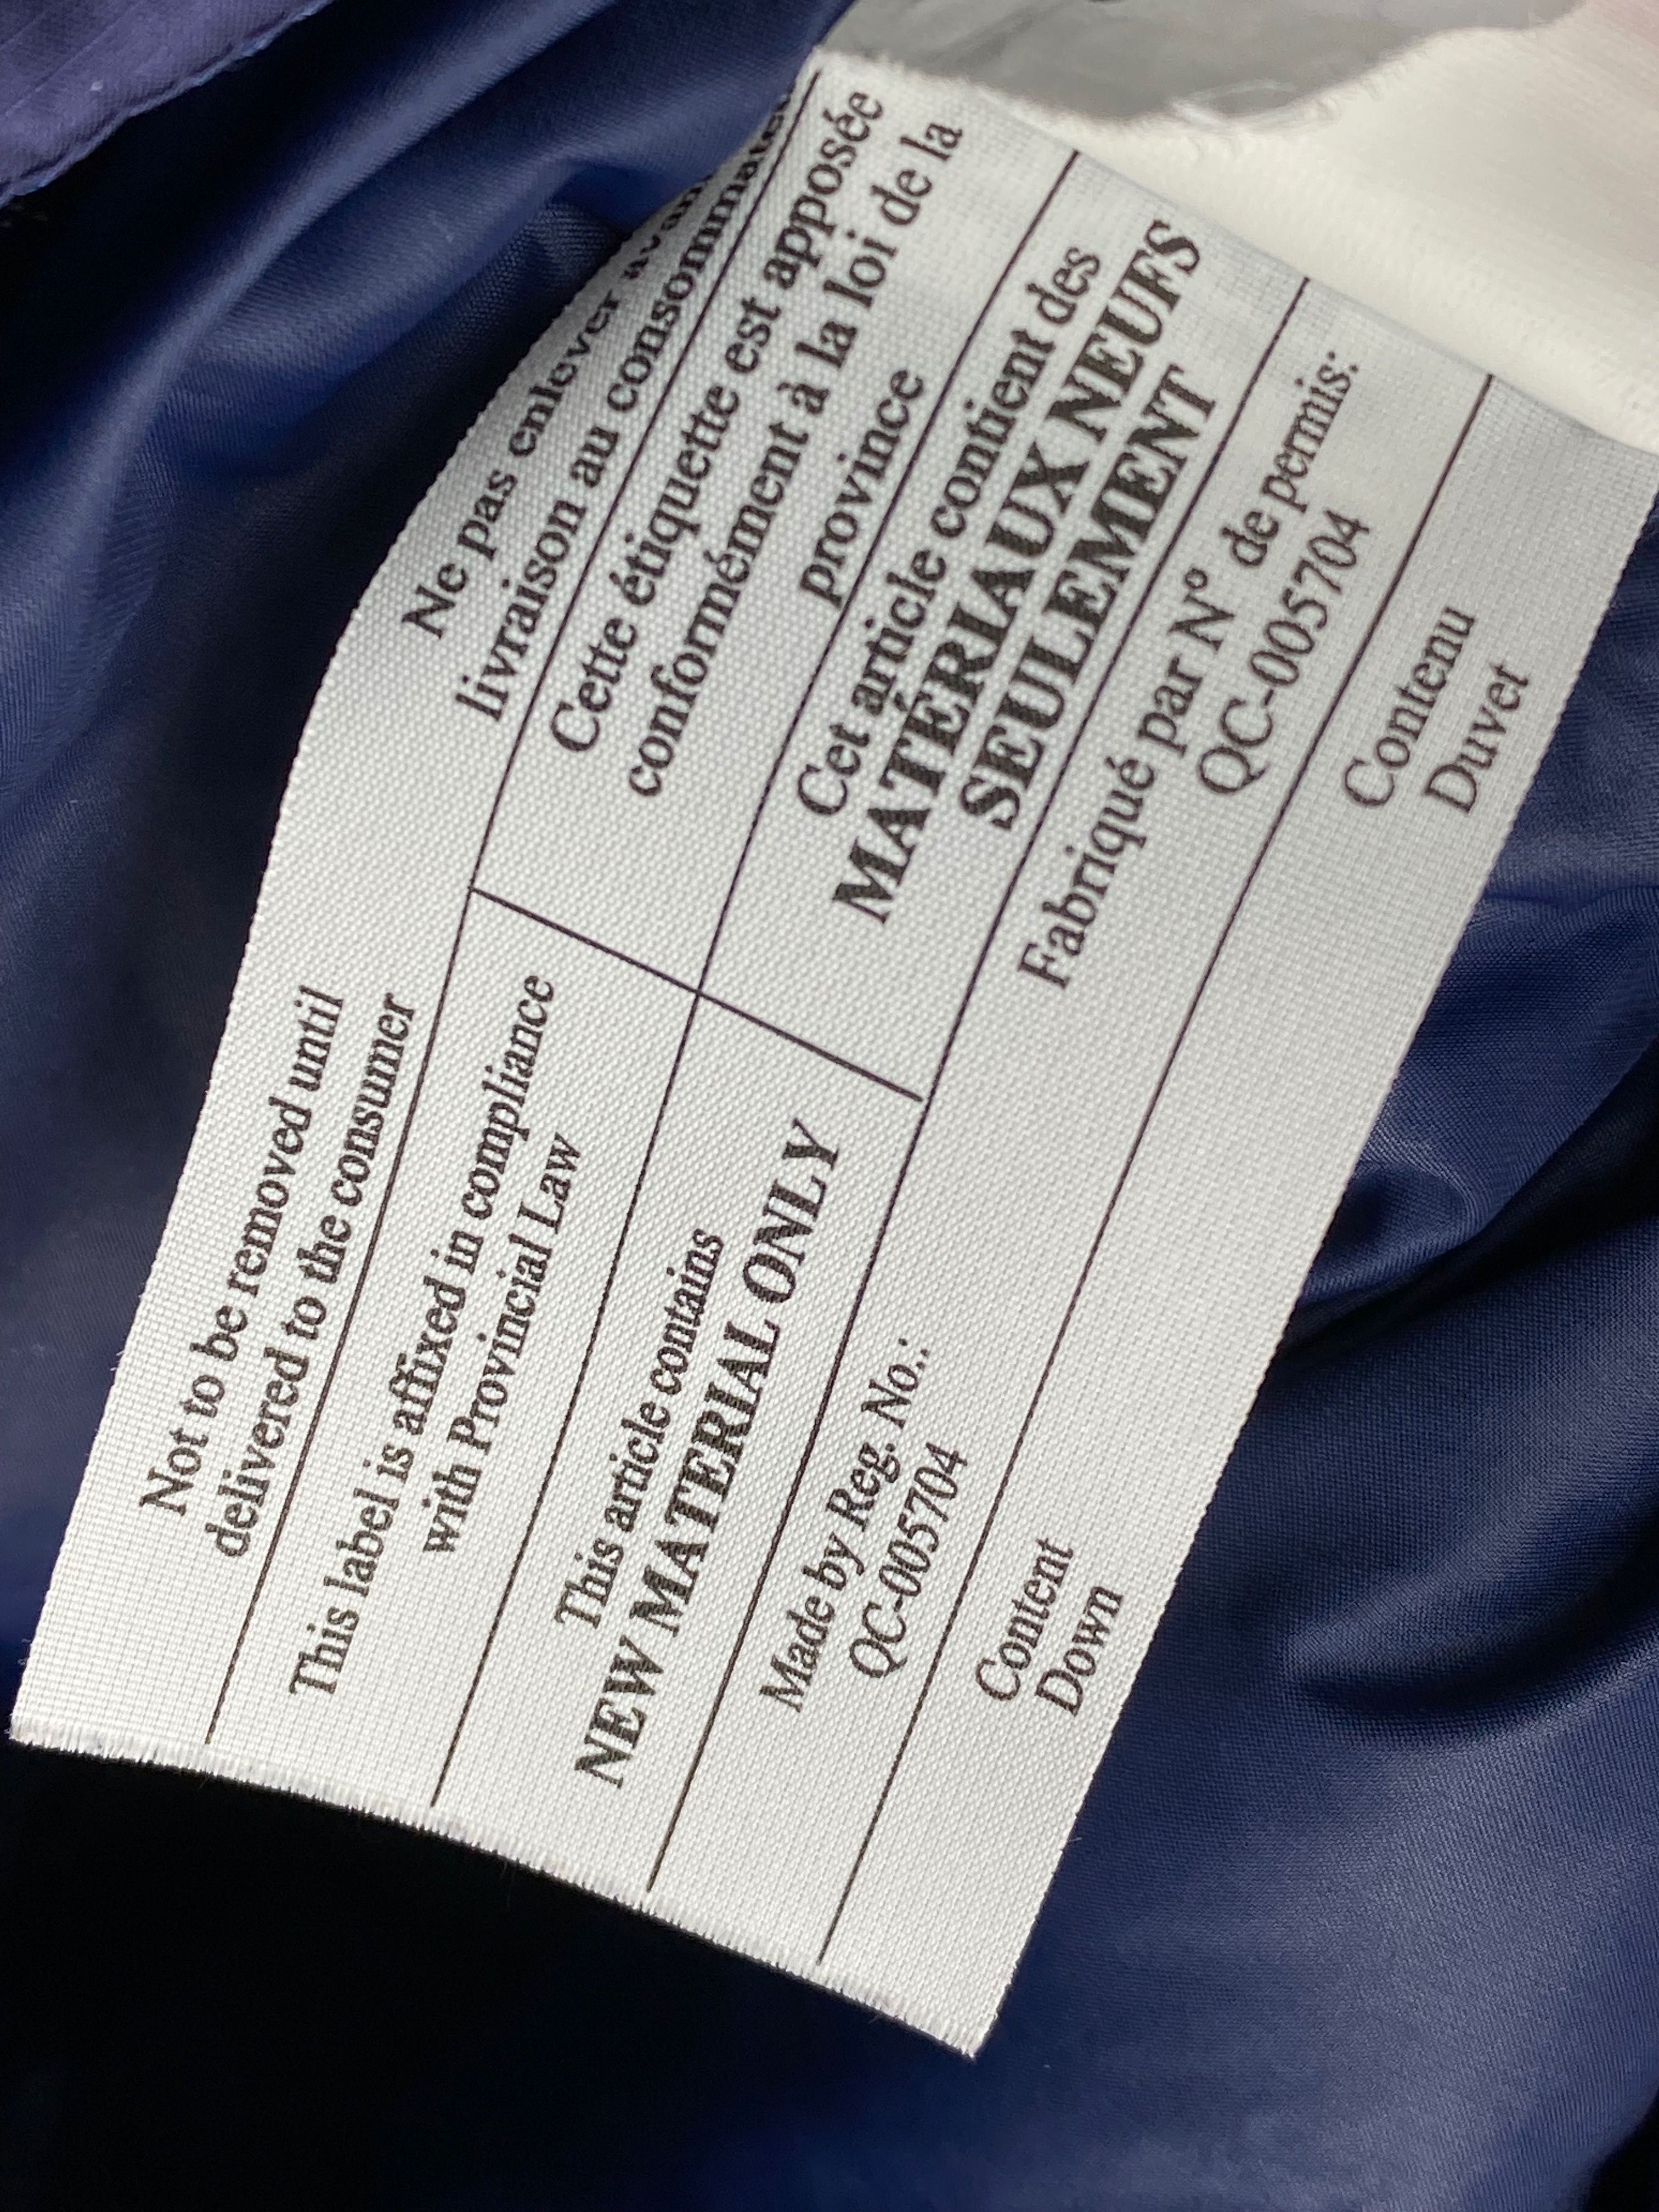 Not to be removed until
delivered to the consumer
Ne pas enlever avant
livraison au consommateur
This label is affixed in compliance
with Provincial Law
Cette étiquette est apposée
conformément à la loi de la
province
This article contains
NEW MATERIAL ONLY
Cet article contient des
MATÉRIAUX NEUFS
SEULEMENT
Made by Reg. No.:
QC-005704
Fabriqué par N° de permis:
QC-005704
Content
Down
Contenu
Duvet